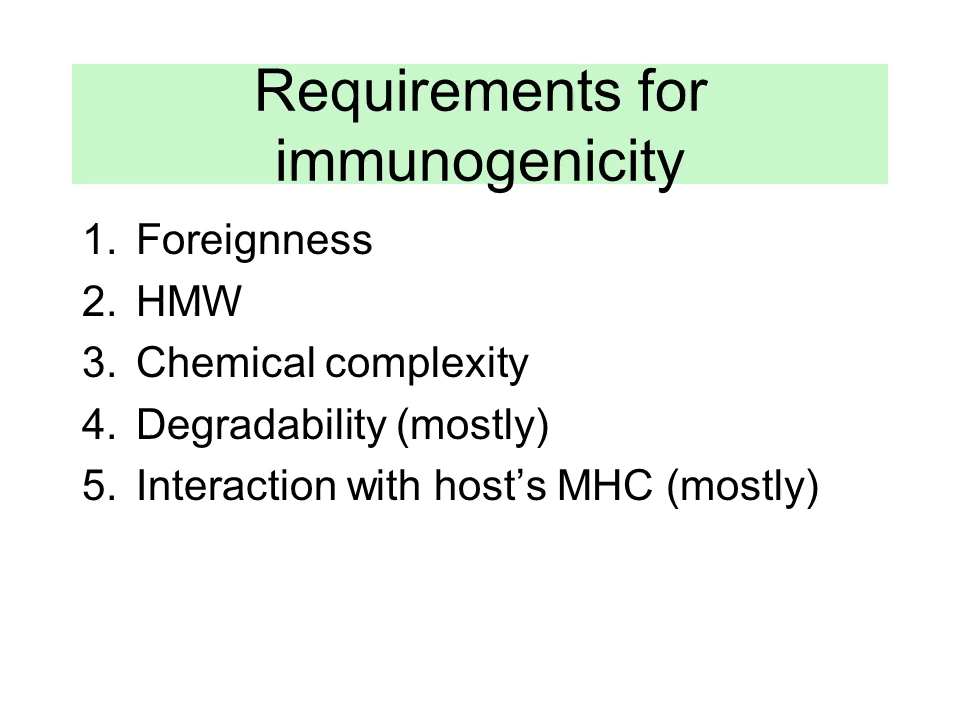 Requirements for
immunogenicity
1. Foreignness
2. HMW
3. Chemical complexity
4. Degradability (mostly)
5. Interaction with host’s MHC (mostly)